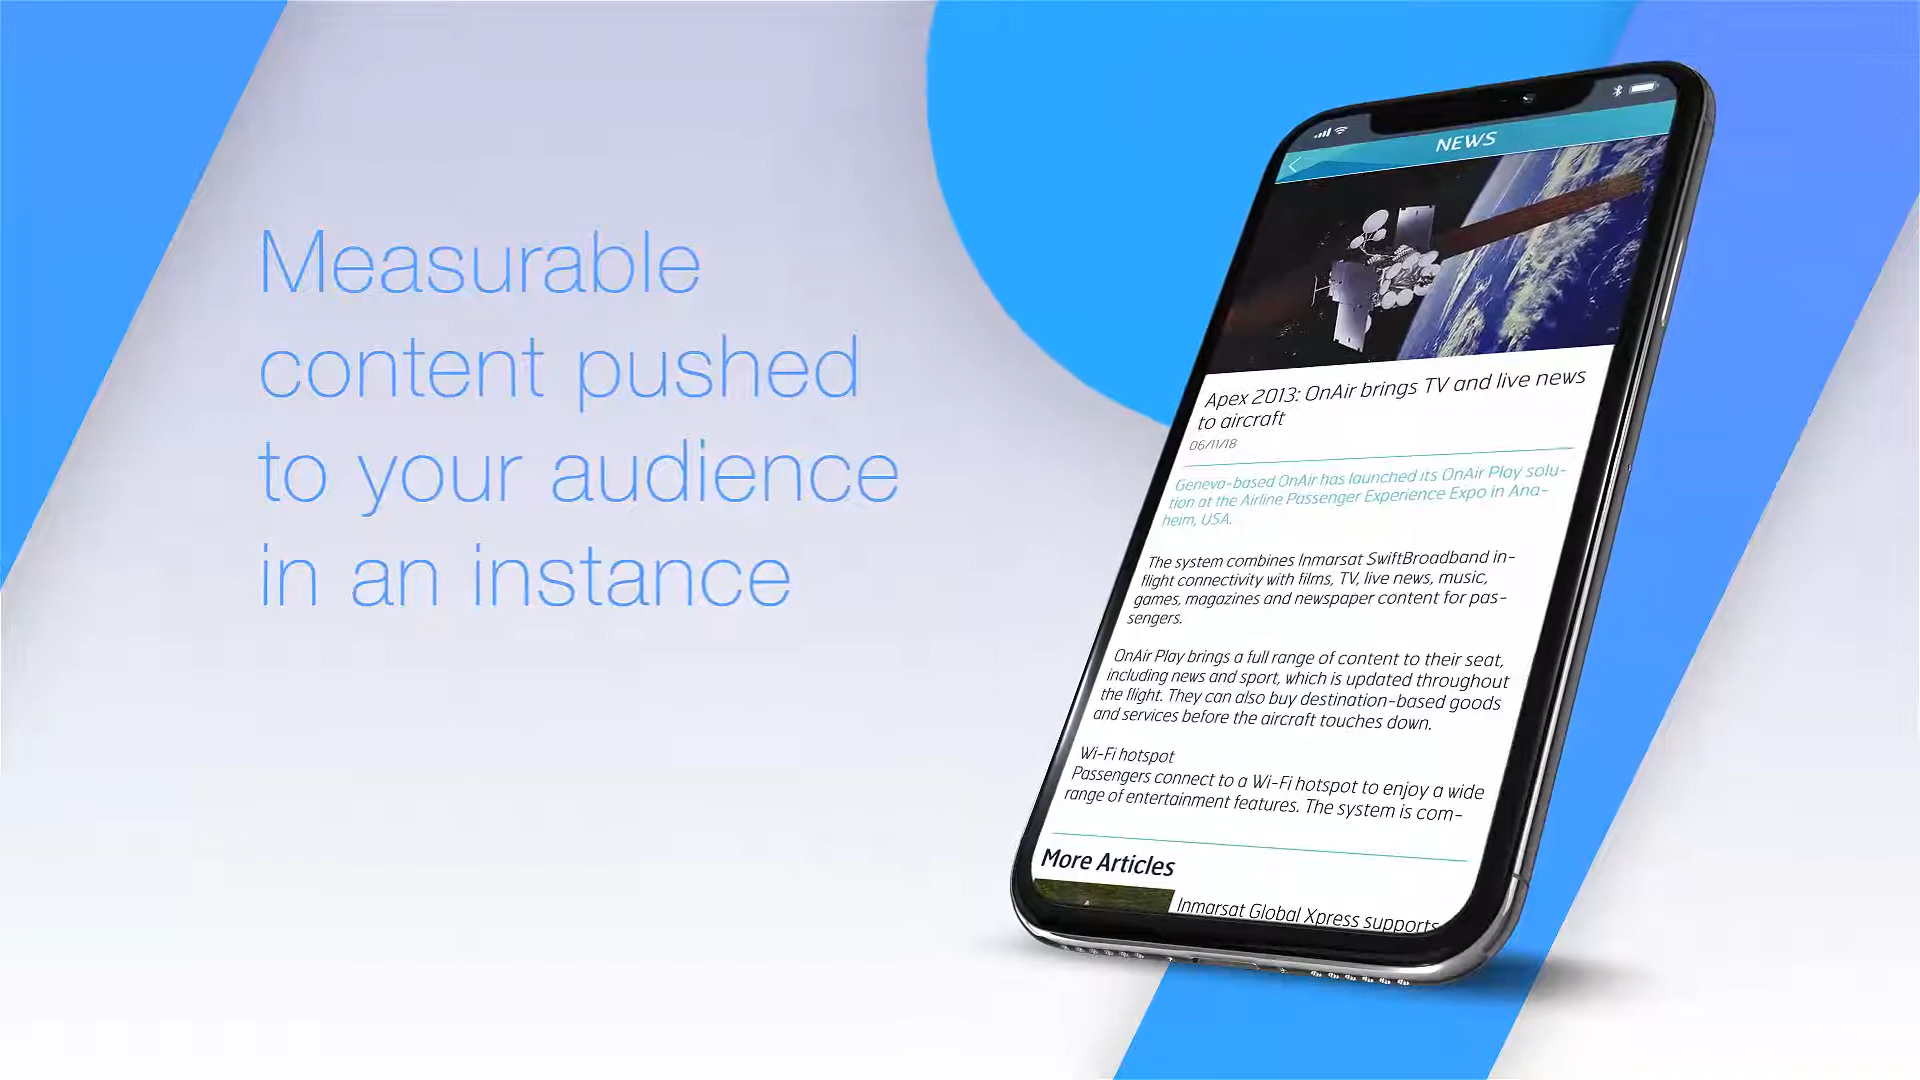 Measurable
content pushed
to your audience
in an instance
NEWS
Apex 2013: OnAir brings TV and live news
to aircraft
06/11/18
Geneva-based OnAir has launched its OnAir Play solu-
tion at the Airline Passenger Experience Expo in Ana-
heim, USA.
The system combines Inmarsat SwiftBroadband in-
flight connectivity with films, TV, live news, music,
games, magazines and newspaper content for pas-
sengers.
OnAir Play brings a full range of content to their seat,
including news and sport, which is updated throughout
the flight. They can also buy destination-based goods
and services before the aircraft touches down.
Wi-Fi hotspot
Passengers connect to a Wi-Fi hotspot to enjoy a wide
range of entertainment features. The system is com-
More Articles
Inmarsat Global Xpress supports